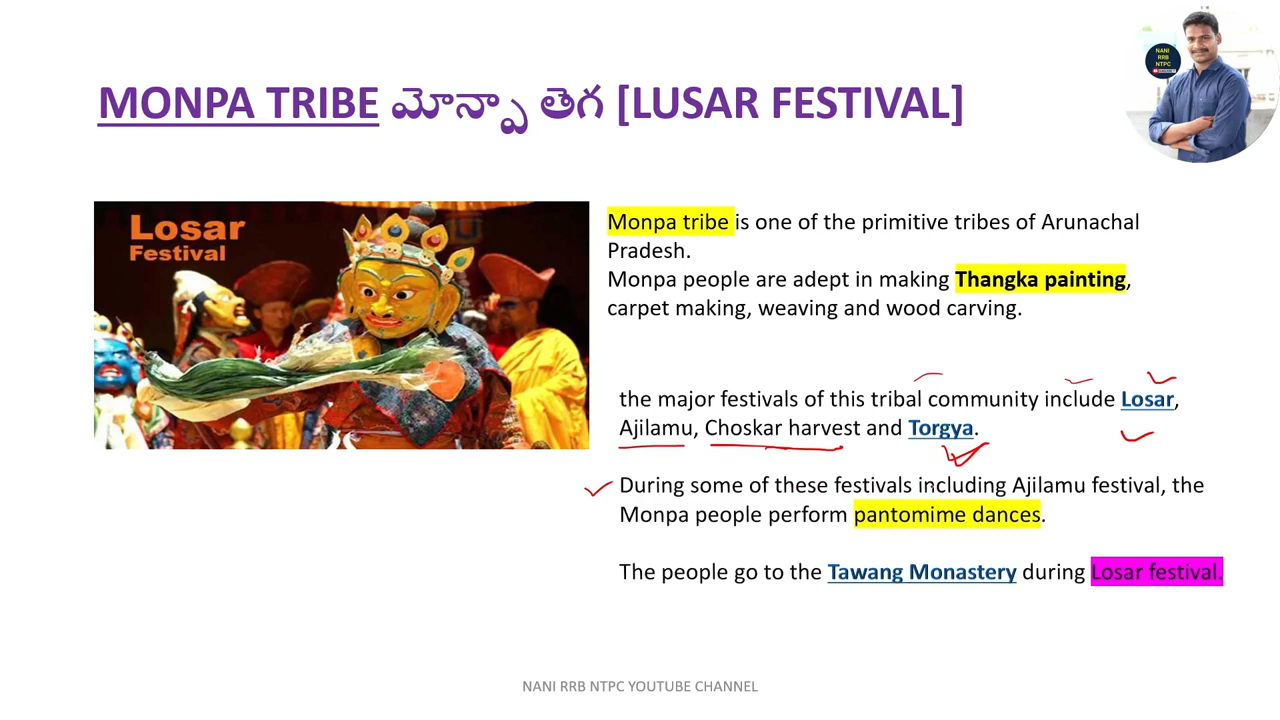 NANI
RRB
NTPC
MONPA TRIBE మోన్పా తెగ [LUSAR FESTIVAL]
Losar
Festival
Monpa tribe is one of the primitive tribes of Arunachal
Pradesh.
Monpa people are adept in making Thangka painting,
carpet making, weaving and wood carving.
the major festivals of this tribal community include Losar,
Ajilamu, Choskar harvest and Torgya.
During some of these festivals including Ajilamu festival, the
Monpa people perform pantomime dances.
The people go to the Tawang Monastery during Losar festival.
NANI RRB NTPC YOUTUBE CHANNEL